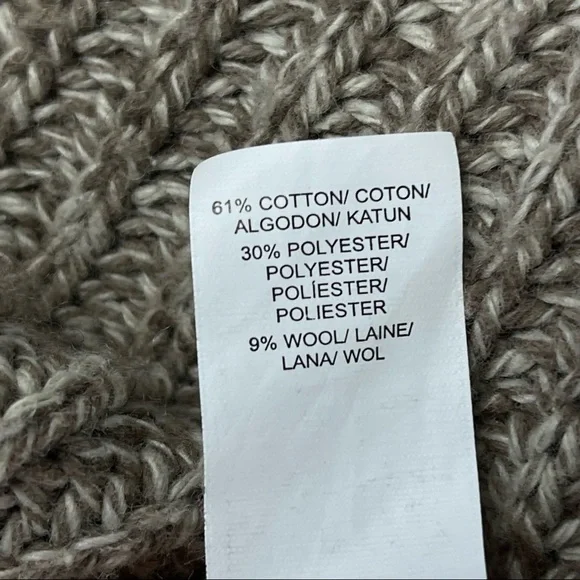 61% COTTON/ COTON/
ALGODON/ KATUN
30% POLYESTER/
POLYESTER/
POLÍESTER/
POLIESTER
9% WOOL/ LAINE/
LANA/ WOL